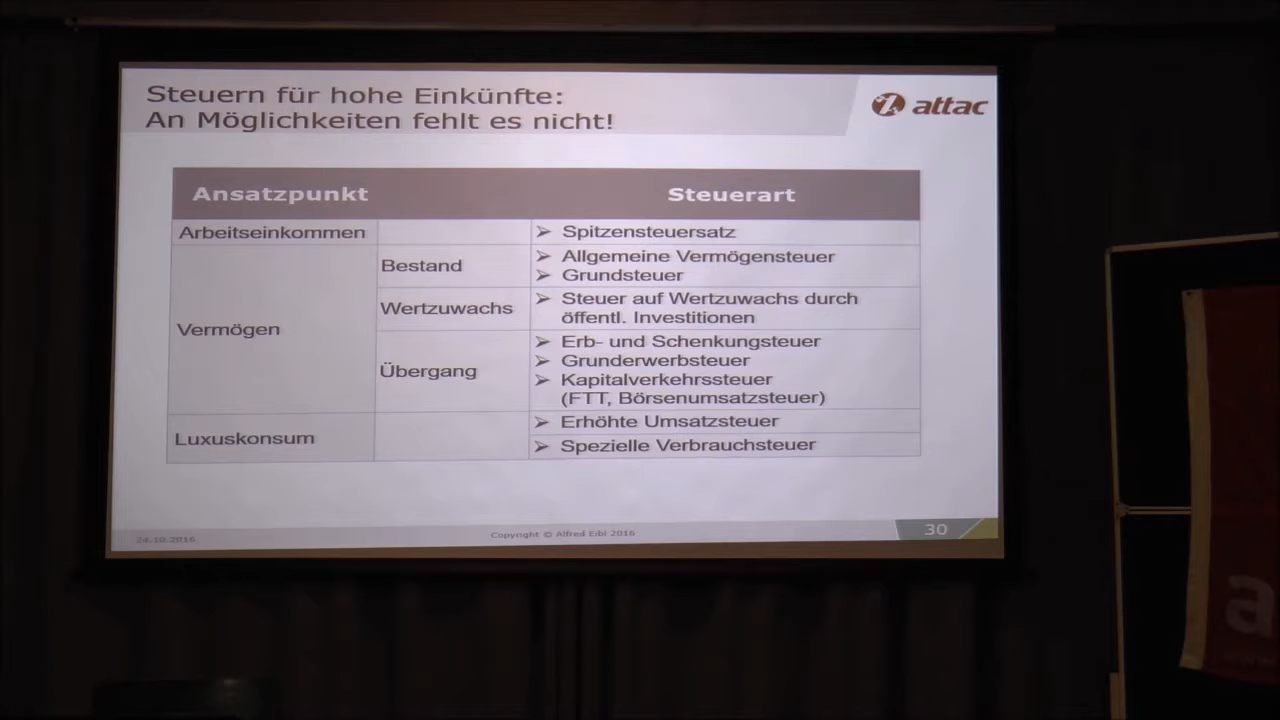 Steuern für hohe Einkünfte:
An Möglichkeiten fehlt es nicht!
attac
Ansatzpunkt
Steuerart
Arbeitseinkommen
➢ Spitzensteuersatz
Vermögen
Bestand
➢ Allgemeine Vermögensteuer
➢ Grundsteuer
Wertzuwachs
➢ Steuer auf Wertzuwachs durch
öffentl. Investitionen
Übergang
➢ Erb- und Schenkungsteuer
➢ Grunderwerbsteuer
➢ Kapitalverkehrssteuer
(FTT, Börsenumsatzsteuer)
Luxuskonsum
➢ Erhöhte Umsatzsteuer
➢ Spezielle Verbrauchsteuer
24.10.2016
Copyright © Alfred Eibl 2016
30
a